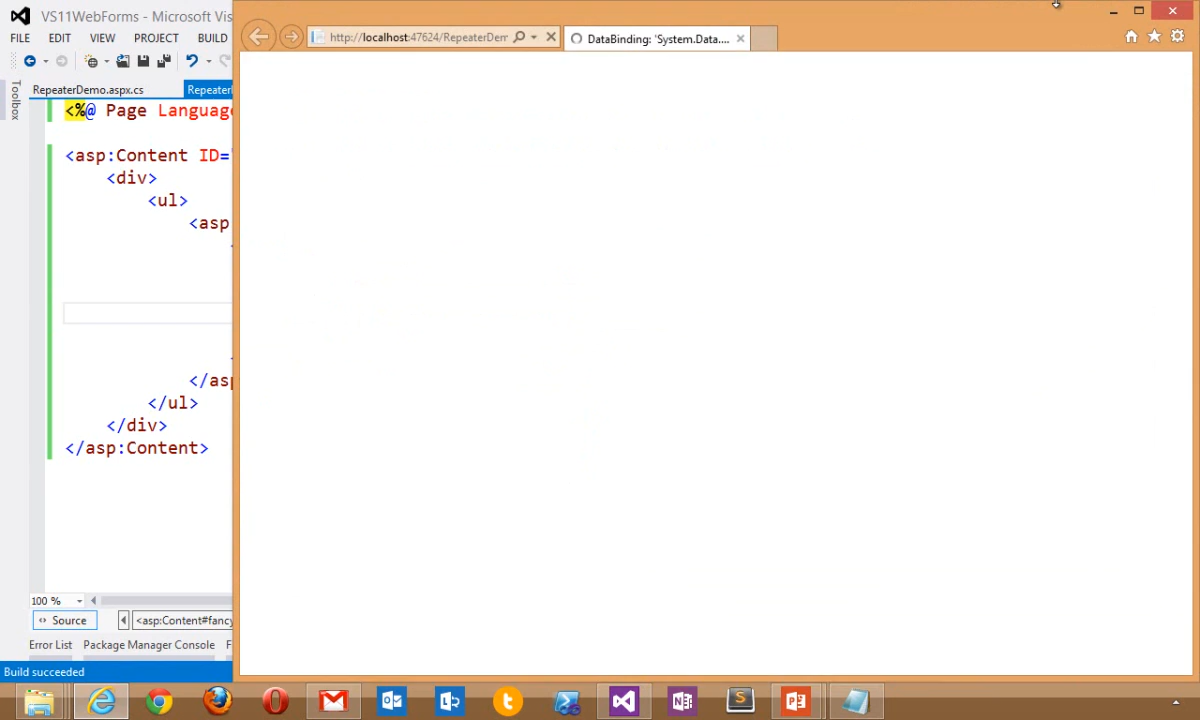 VS11WebForms - Microsoft Vis
FILE EDIT VIEW PROJECT BUILD
http://localhost:47624/RepeaterDem
DataBinding: 'System.Data....
Toolbox
RepeaterDemo.aspx.cs
Repeater
<%@ Page Language
<asp:Content ID=
<div>
<ul>
<asp
</asp
</ul>
</div>
</asp:Content>
100 %
Source
<asp:Content#fancy
Error List
Package Manager Console
F
Build succeeded